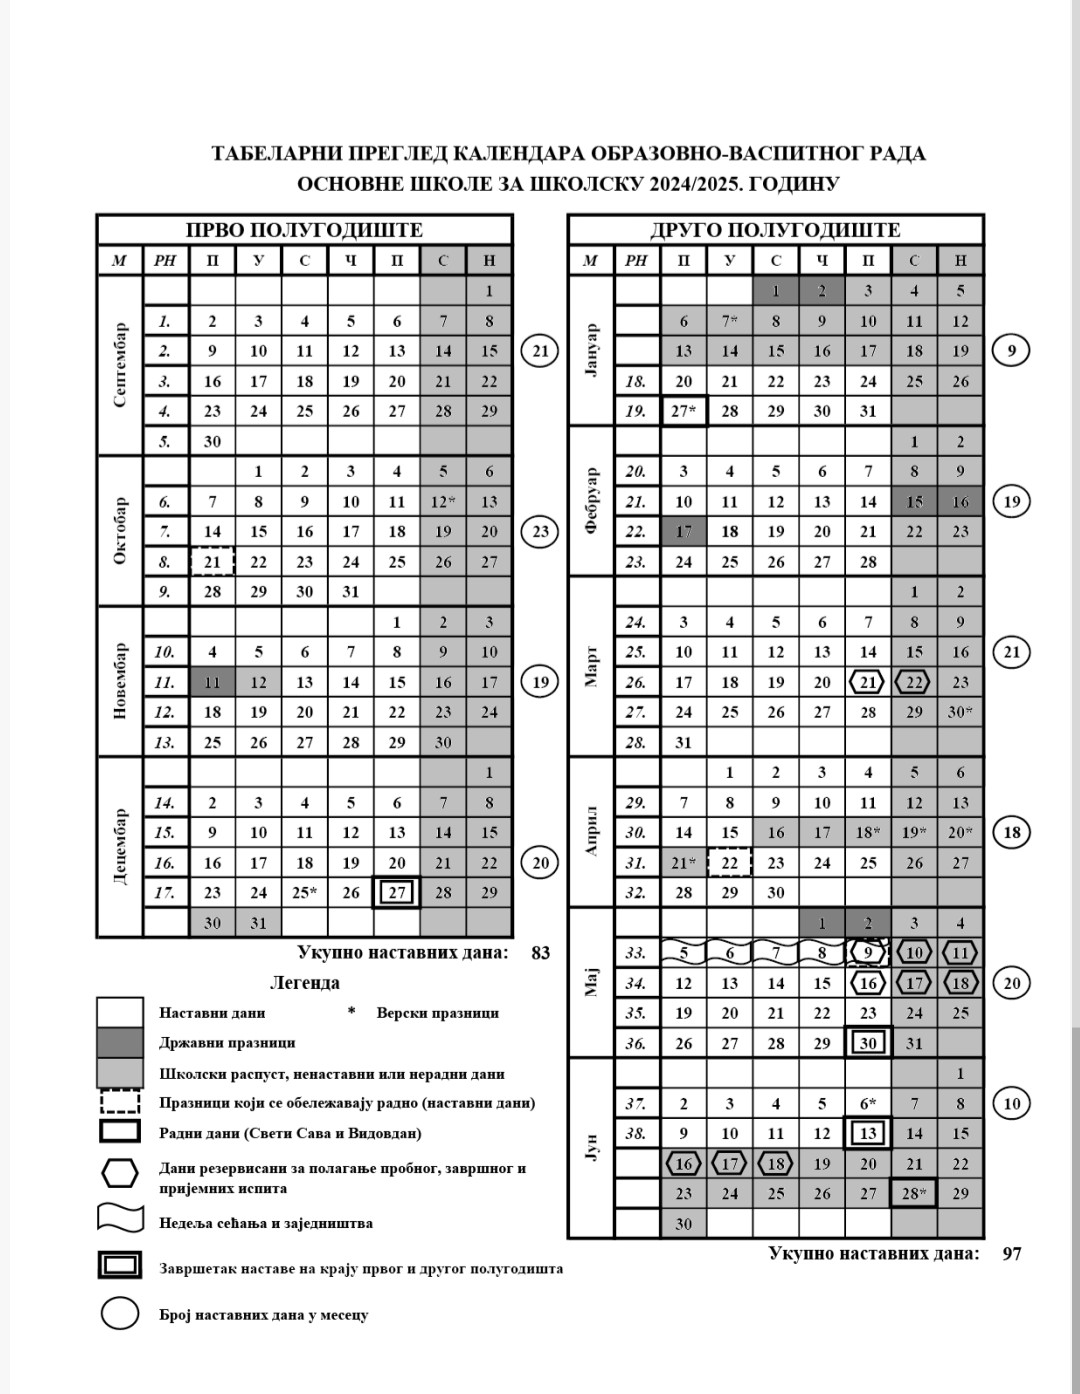 ТАБЕЛАРНИ ПРЕГЛЕД КАЛЕНДАРА ОБРАЗОВНО-ВАСПИТНОГ РАДА
ОСНОВНЕ ШКОЛЕ ЗА ШКОЛСКУ 2024/2025. ГОДИНУ
ПРВО ПОЛУГОДИШТЕ
М РН П У С Ч П С Н
Септембар
1
1. 2 3 4 5 6 7 8
2. 9 10 11 12 13 14 15 21
3. 16 17 18 19 20 21 22
4. 23 24 25 26 27 28 29
5. 30
Октобар
1 2 3 4 5 6
6. 7 8 9 10 11 12* 13
7. 14 15 16 17 18 19 20 23
8. 21 22 23 24 25 26 27
9. 28 29 30 31
Новембар
1 2 3
10. 4 5 6 7 8 9 10
11. 11 12 13 14 15 16 17 19
12. 18 19 20 21 22 23 24
13. 25 26 27 28 29 30
Децембар
1
14. 2 3 4 5 6 7 8
15. 9 10 11 12 13 14 15
16. 16 17 18 19 20 21 22 20
17. 23 24 25* 26 27 28 29
30 31
Укупно наставних дана: 83
Легенда
Наставни дани * Верски празници
Државни празници
Школски распуст, ненаставни или нерадни дани
Празници који се обележавају радно (наставни дани)
Радни дани (Свети Сава и Видовдан)
Дани резервисани за полагање пробног, завршног и
пријемних испита
Недеља сећања и заједништва
Завршетак наставе на крају првог и другог полугодишта
Број наставних дана у месецу
ДРУГО ПОЛУГОДИШТЕ
М РН П У С Ч П С Н
Јануар
1 2 3 4 5
6 7* 8 9 10 11 12
13 14 15 16 17 18 19 9
18. 20 21 22 23 24 25 26
19. 27* 28 29 30 31
Фебруар
1 2
20. 3 4 5 6 7 8 9
21. 10 11 12 13 14 15 16 19
22. 17 18 19 20 21 22 23
23. 24 25 26 27 28
Март
1 2
24. 3 4 5 6 7 8 9
25. 10 11 12 13 14 15 16 21
26. 17 18 19 20 21 22 23
27. 24 25 26 27 28 29 30*
28. 31
Април
1 2 3 4 5 6
29. 7 8 9 10 11 12 13
30. 14 15 16 17 18* 19* 20* 18
31. 21* 22 23 24 25 26 27
32. 28 29 30
Мај
1 2 3 4
33. 5 6 7 8 9 10 11
34. 12 13 14 15 16 17 18 20
35. 19 20 21 22 23 24 25
36. 26 27 28 29 30 31
Јун
1
37. 2 3 4 5 6* 7 8 10
38. 9 10 11 12 13 14 15
16 17 18 19 20 21 22
23 24 25 26 27 28* 29
30
Укупно наставних дана: 97